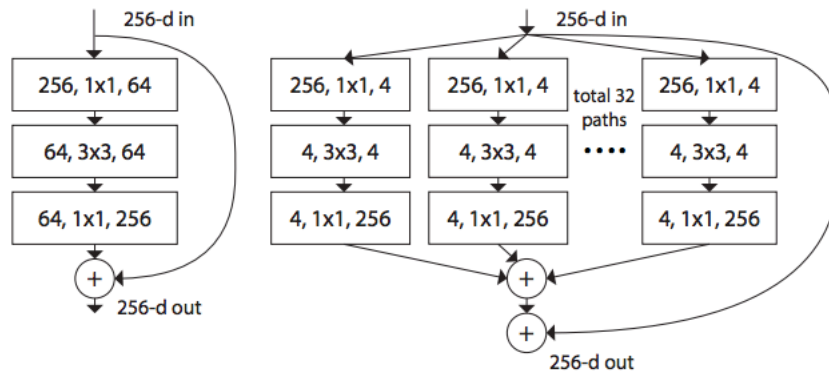 256-d in
256, 1x1, 64
64, 3x3, 64
64, 1x1, 256
+
256-d out
256-d in
256, 1x1, 4
256, 1x1, 4
total 32
paths
256, 1x1, 4
4, 3x3, 4
4, 3x3, 4
••••
4, 3x3, 4
4, 1x1, 256
4, 1x1, 256
4, 1x1, 256
+
+
256-d out